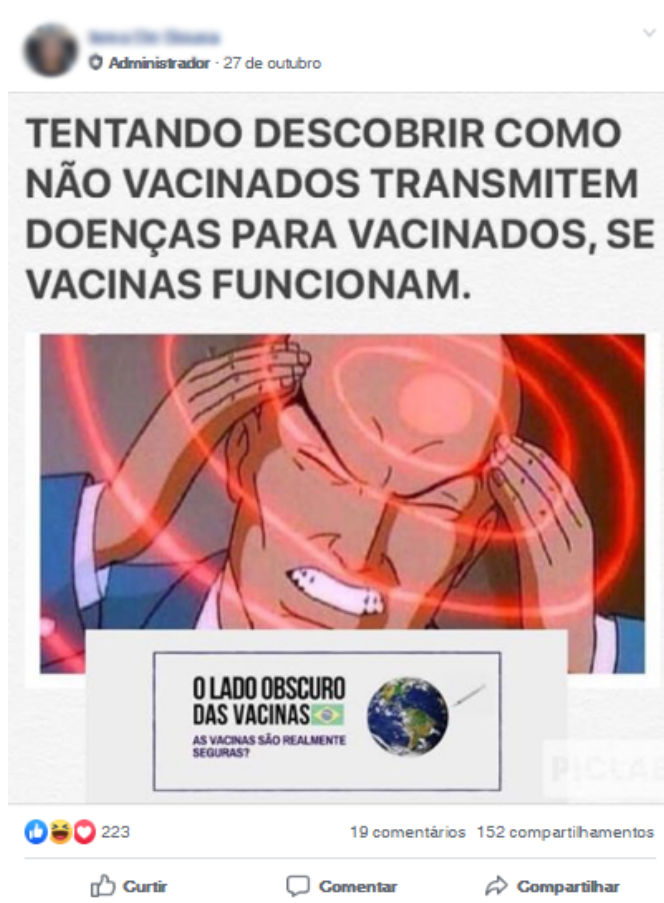 Administrador · 27 de outubro
TENTANDO DESCOBRIR COMO
NÃO VACINADOS TRANSMITEM
DOENÇAS PARA VACINADOS, SE
VACINAS FUNCIONAM.
O LADO OBSCURO
DAS VACINAS
AS VACINAS SÃO REALMENTE
SEGURAS?
223 19 comentários 152 compartilhamentos
Curtir Comentar Compartilhar